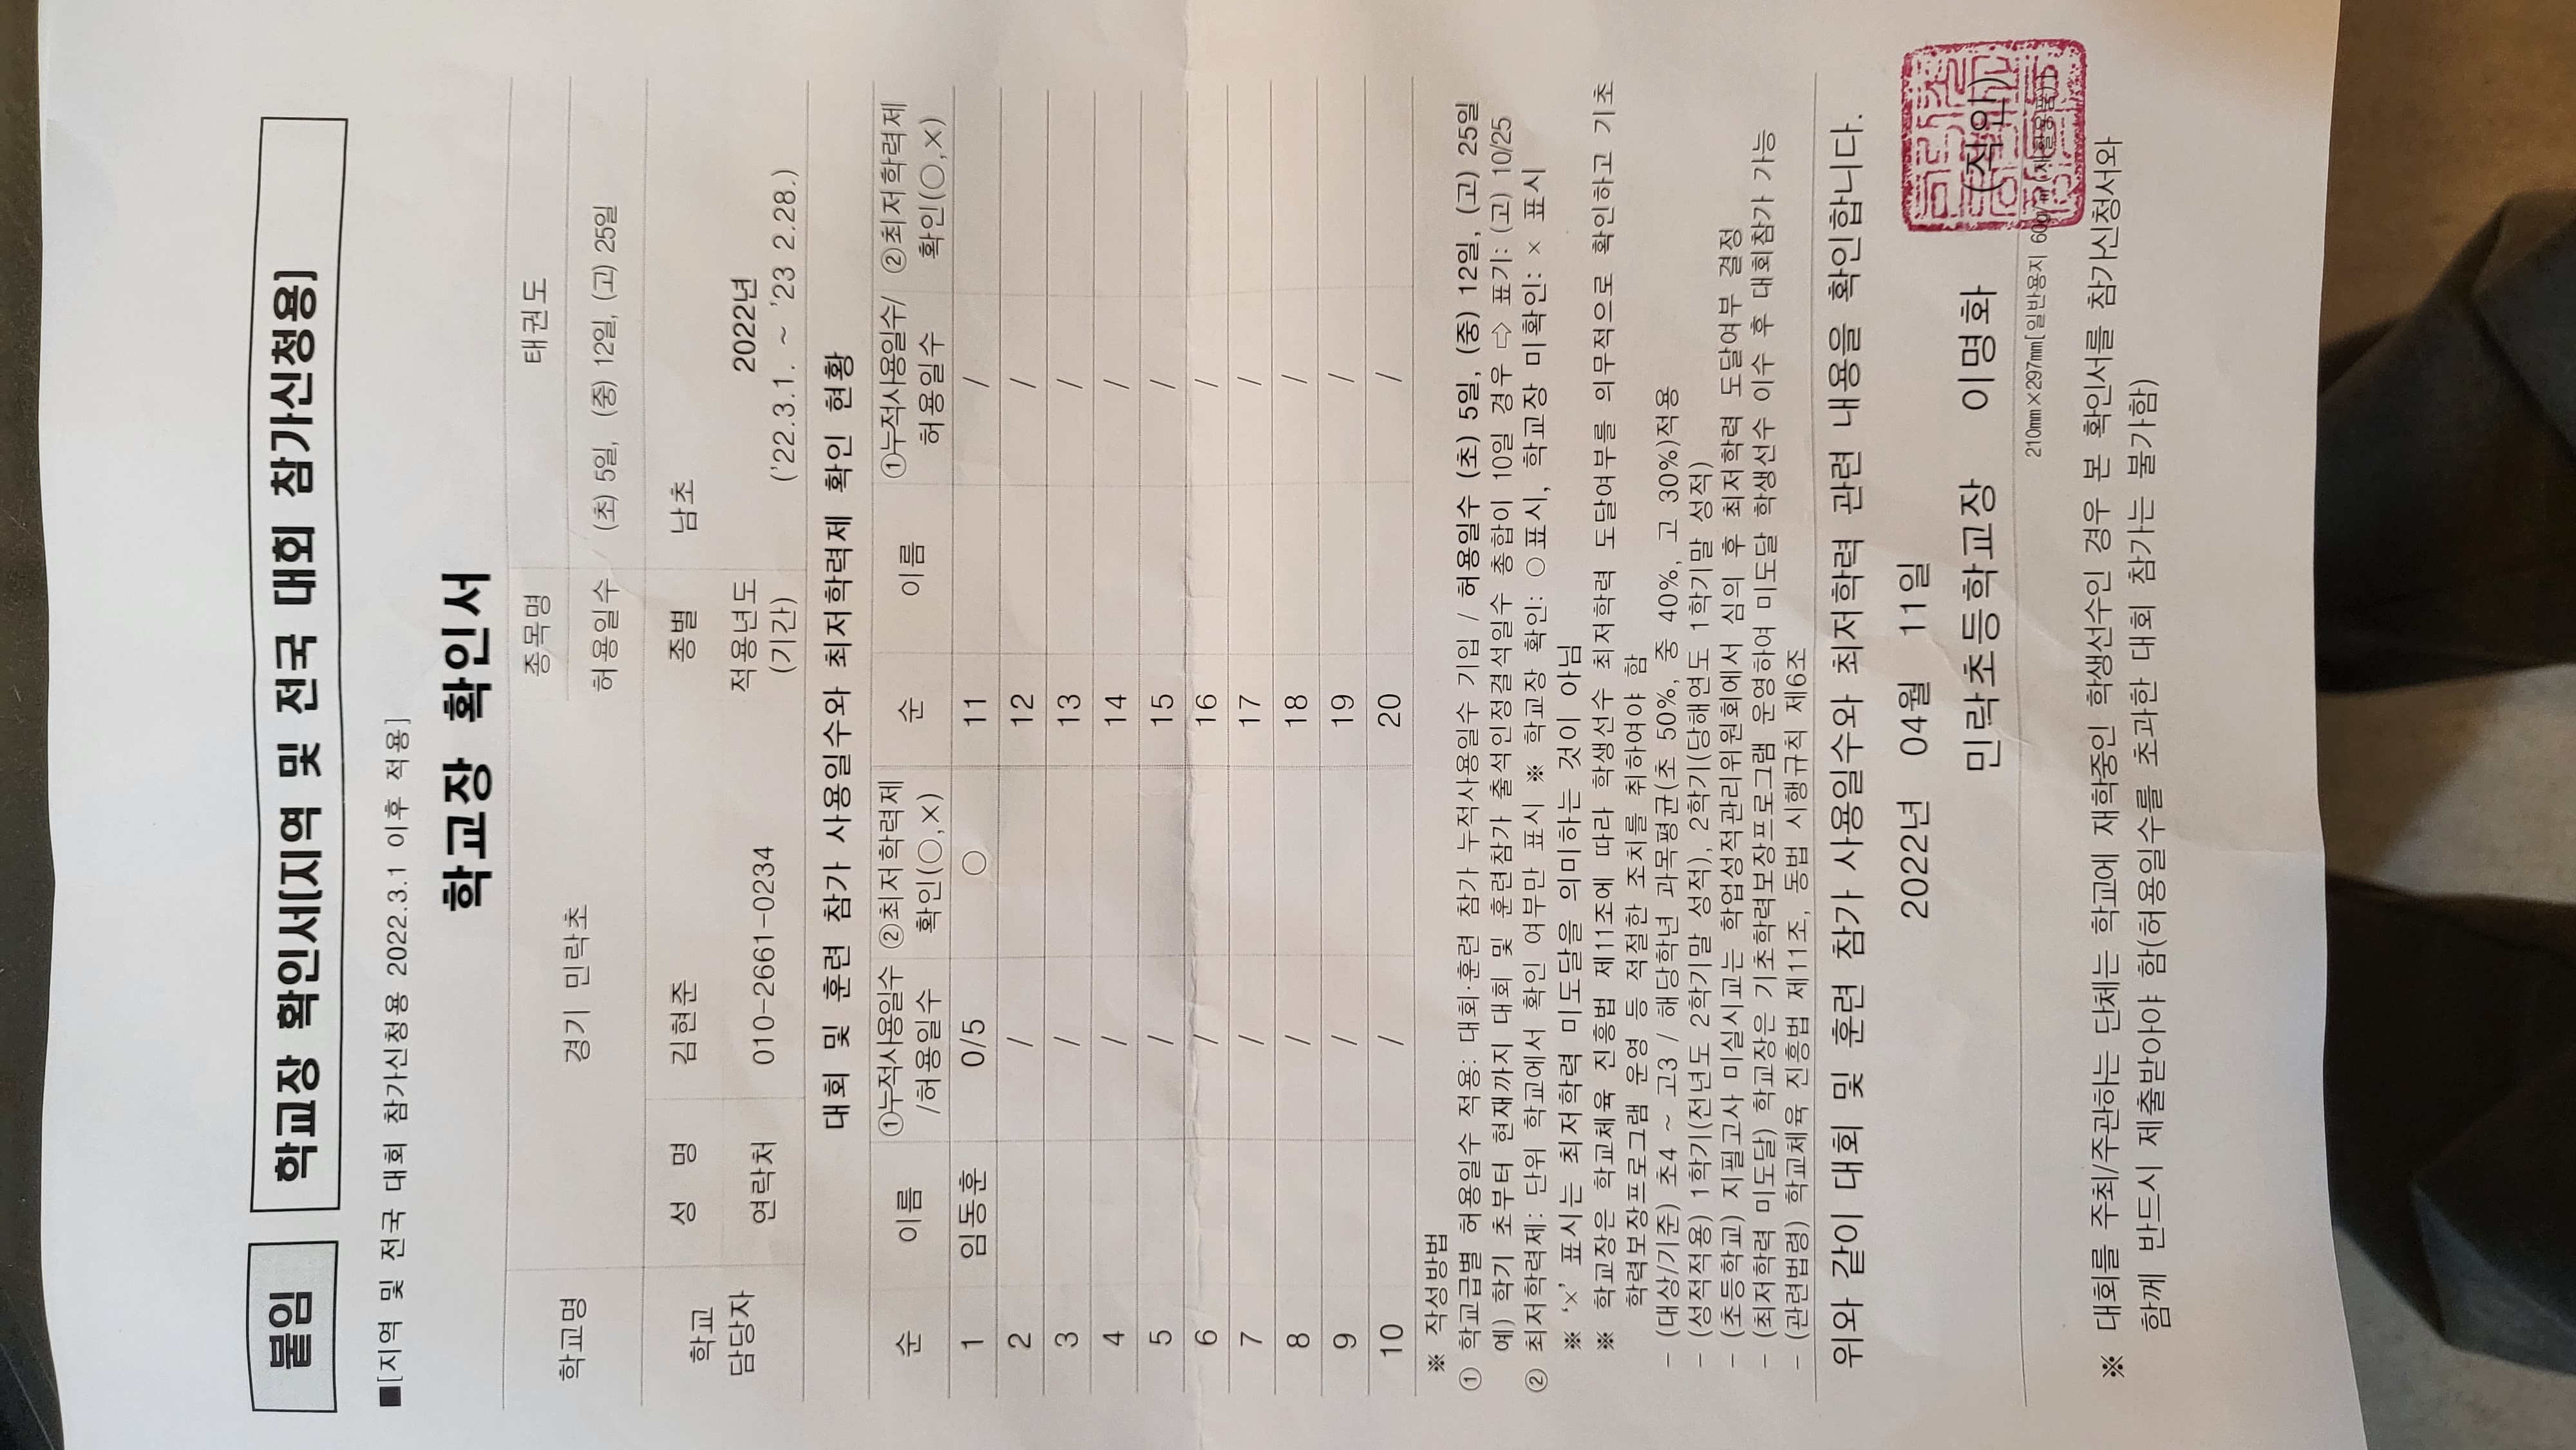 붙임
학교장 확인서[지역 및 전국 대회 참가신청용]
■[지역 및 전국 대회 참가신청용 2022.3.1 이후 적용]
학교장 확인서
학교명 경기 민락초 종목명 태권도
허용일수 (초) 5일, (중) 12일, (고) 25일
학교 담당자 성 명 김현준 종별 남초
연락처 010-2661-0234 적용년도 (기간) 2022년
('22.3.1. ~ '23 2.28.)
대회 및 훈련 참가 사용일수와 최저학력제 확인 현황
순 이름 ①누적사용일수 /허용일수 ②최저학력제 확인(○,×) 순 이름 ①누적사용일수/ 허용일수 ②최저학력제 확인(○,×)
1 임동훈 0/5 ○ 11 /
2 / 12 /
3 / 13 /
4 / 14 /
5 / 15 /
6 / 16 /
7 / 17 /
8 / 18 /
9 / 19 /
10 / 20 /
※ 작성방법
① 학교급별 허용일수 적용: 대회·훈련 참가 누적사용일수 기입 / 허용일수 (초) 5일, (중) 12일, (고) 25일
예) 학기 초부터 현재까지 대회 및 훈련참가 출석인정결석일수 총합이 10일 경우 ⇨ 표기: (고) 10/25
② 최저학력제: 단위 학교에서 확인 여부만 표시 ※ 학교장 확인: ○표시, 학교장 미확인: × 표시
※ '×' 표시는 최저학력 미도달을 의미하는 것이 아님
※ 학교장은 학교체육 진흥법 제11조에 따라 학생선수 최저학력 도달여부를 의무적으로 확인하고 기초
학력보장프로그램 운영 등 적절한 조치를 취하여야 함
- (대상/기준) 초4 ~ 고3 / 해당학년 과목평균(초 50%, 중 40%, 고 30%)적용
- (성적적용) 1학기(전년도 2학기말 성적), 2학기(당해연도 1학기말 성적)
- (초등학교) 지필고사 미실시교는 학업성적관리위원회에서 심의 후 최저학력 도달여부 결정
- (최저학력 미도달) 학교장은 기초학력보장프로그램 운영하여 미도달 학생선수 이수 후 대회참가 가능
- (관련법령) 학교체육 진흥법 제11조, 동법 시행규칙 제6조
위와 같이 대회 및 훈련 참가 사용일수와 최저학력 관련 내용을 확인합니다.
2022년 04월 11일
민락초등학교장 이명화 (직인)
210㎜×297㎜[일반용지 60g/㎡(재활용품)]
※ 대회를 주최/주관하는 단체는 학교에 재학중인 학생선수인 경우 본 확인서를 참가신청서와
함께 반드시 제출받아야 함(허용일수를 초과한 대회 참가는 불가함)